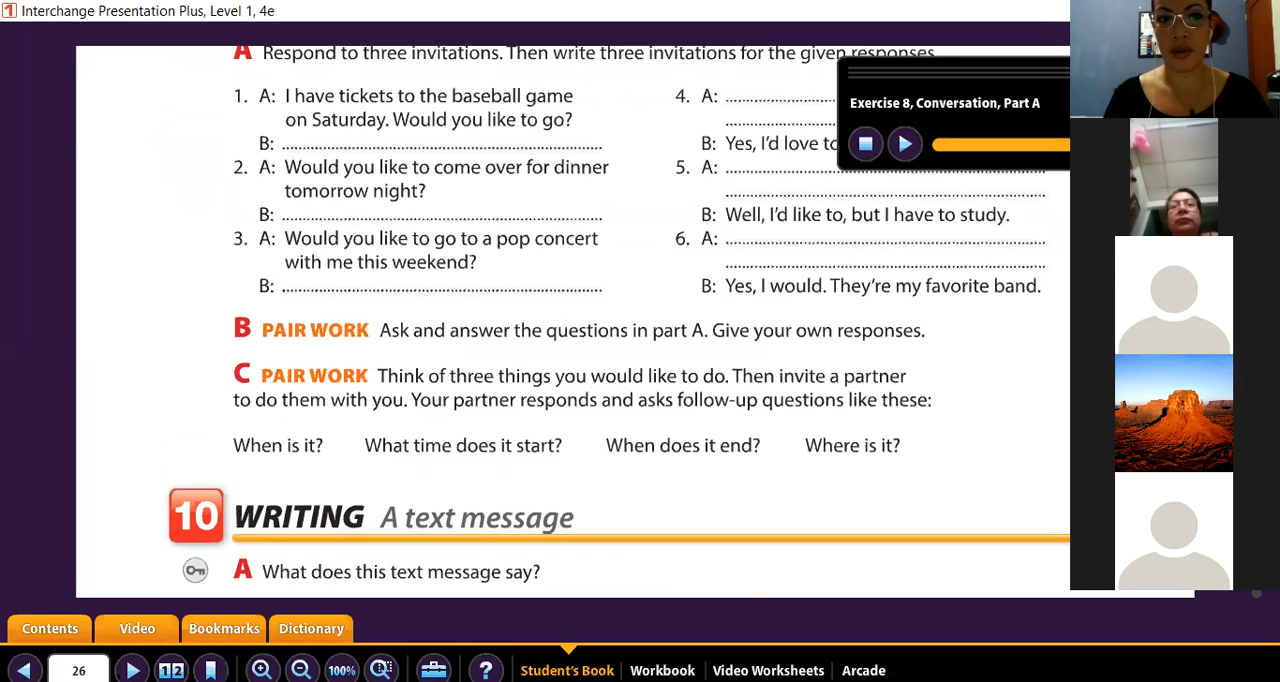 Interchange Presentation Plus, Level 1, 4e
A Respond to three invitations. Then write three invitations for the given responses.
1. A: I have tickets to the baseball game
on Saturday. Would you like to go?
B:
2. A: Would you like to come over for dinner
tomorrow night?
B:
3. A: Would you like to go to a pop concert
with me this weekend?
B:
4. A:
B: Yes, I'd love to
5. A:
B: Well, I'd like to, but I have to study.
6. A:
B: Yes, I would. They're my favorite band.
Exercise 8, Conversation, Part A
B PAIR WORK Ask and answer the questions in part A. Give your own responses.
C PAIR WORK Think of three things you would like to do. Then invite a partner
to do them with you. Your partner responds and asks follow-up questions like these:
When is it? What time does it start? When does it end? Where is it?
10 WRITING A text message
A What does this text message say?
Contents Video Bookmarks Dictionary
26 1 2 100% ? Student's Book Workbook Video Worksheets Arcade